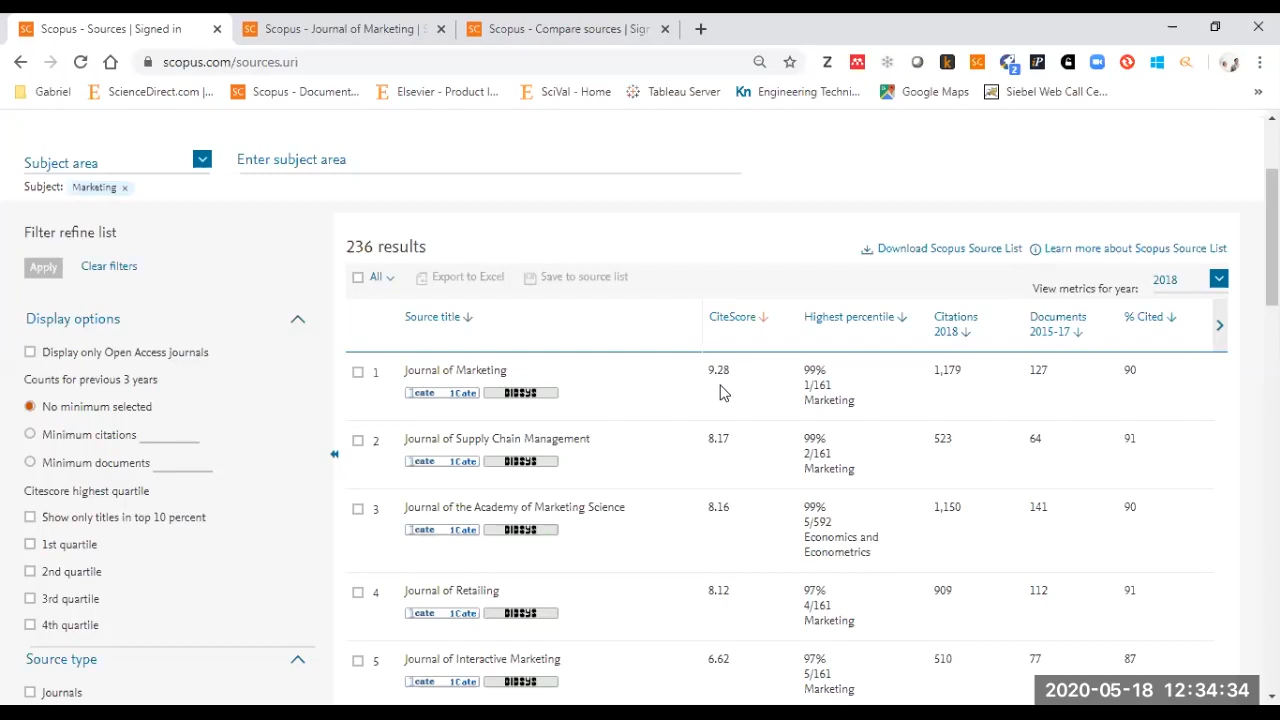 Scopus - Sources | Signed in
Scopus - Journal of Marketing | S
Scopus - Compare sources | Sign
scopus.com/sources.uri
Gabriel
ScienceDirect.com |...
Scopus - Document...
Elsevier - Product I...
SciVal - Home
Tableau Server
Engineering Techni...
Google Maps
Siebel Web Call Ce...
Subject area
Enter subject area
Subject: Marketing x
Filter refine list
Apply
Clear filters
Display options
Display only Open Access journals
Counts for previous 3 years
No minimum selected
Minimum citations
Minimum documents
Citescore highest quartile
Show only titles in top 10 percent
1st quartile
2nd quartile
3rd quartile
4th quartile
Source type
Journals
236 results
Download Scopus Source List
Learn more about Scopus Source List
All
Export to Excel
Save to source list
View metrics for year: 2018
Source title
CiteScore
Highest percentile
Citations
2018
Documents
2015-17
% Cited
1 Journal of Marketing 9.28 99% 1,179 127 90
1/161
Marketing
2 Journal of Supply Chain Management 8.17 99% 523 64 91
2/161
Marketing
3 Journal of the Academy of Marketing Science 8.16 99% 1,150 141 90
5/592
Economics and
Econometrics
4 Journal of Retailing 8.12 97% 909 112 91
4/161
Marketing
5 Journal of Interactive Marketing 6.62 97% 510 77 87
5/161
Marketing
2020-05-18 12:34:34